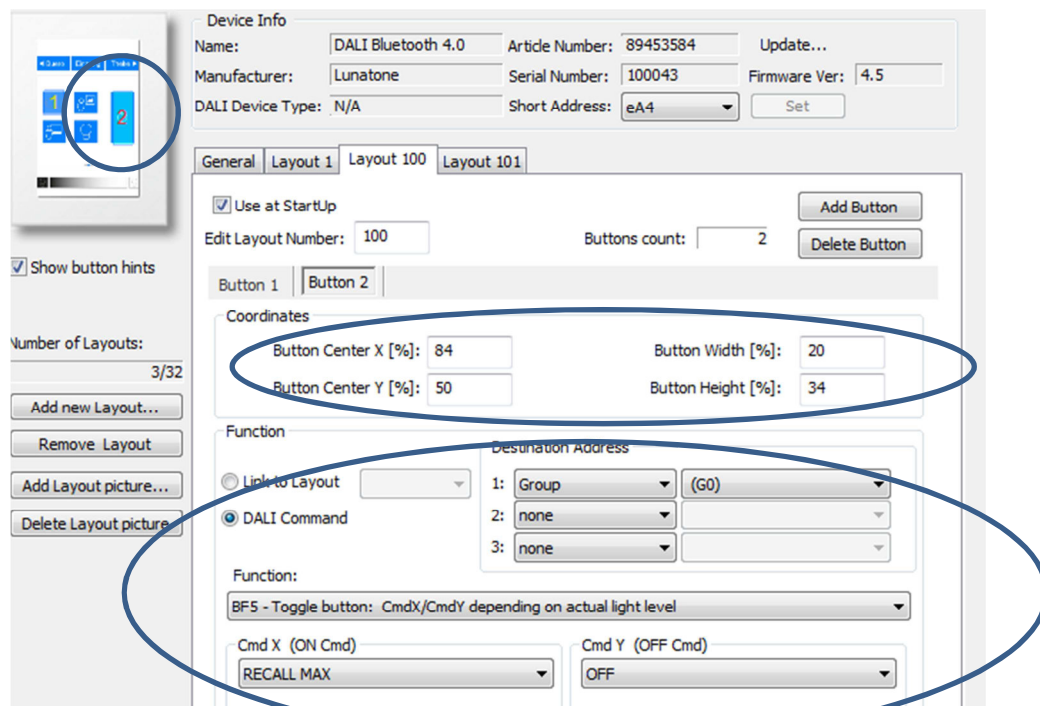 Device Info
Name: DALI Bluetooth 4.0 Article Number: 89453584 Update...
Manufacturer: Lunatone Serial Number: 100043 Firmware Ver: 4.5
DALI Device Type: N/A Short Address: eA4 Set
1
2
General Layout 1 Layout 100 Layout 101
Use at StartUp Add Button
Edit Layout Number: 100 Buttons count: 2 Delete Button
Show button hints
Button 1 Button 2
Coordinates
Button Center X [%]: 84 Button Width [%]: 20
Button Center Y [%]: 50 Button Height [%]: 34
Number of Layouts:
3/32
Add new Layout...
Remove Layout
Add Layout picture...
Delete Layout picture
Function
Destination Address
Link to Layout 1: Group (G0)
DALI Command 2: none
3: none
Function:
BF5 - Toggle button: CmdX/CmdY depending on actual light level
Cmd X (ON Cmd) Cmd Y (OFF Cmd)
RECALL MAX OFF